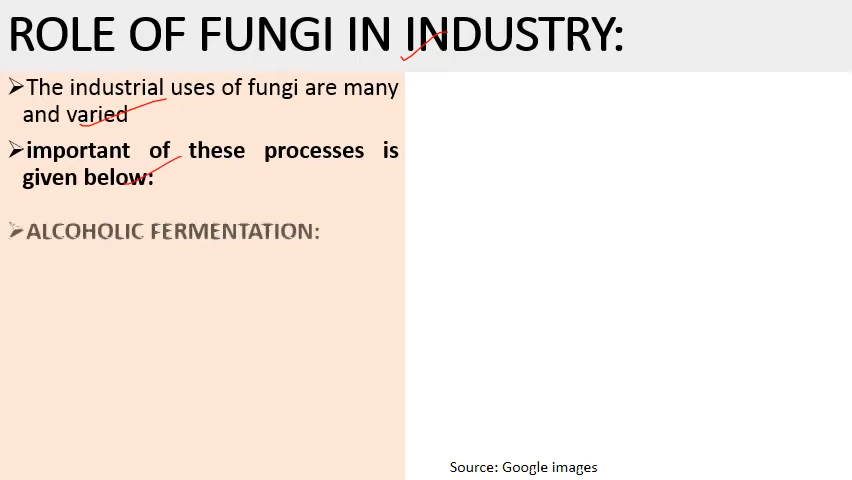 ROLE OF FUNGI IN INDUSTRY:
➢The industrial uses of fungi are many
and varied
➢important of these processes is
given below:
➢ALCOHOLIC FERMENTATION:
Source: Google images